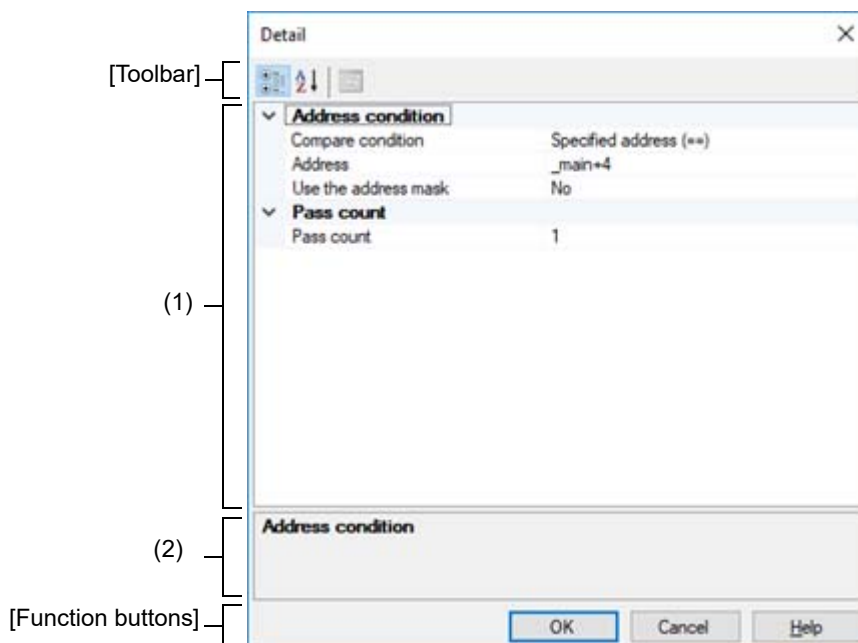 Detail
[Toolbar]
Address condition
Compare condition Specified address (==)
Address _main+4
Use the address mask No
Pass count
Pass count 1
(1)
Address condition
(2)
[Function buttons]
OK Cancel Help